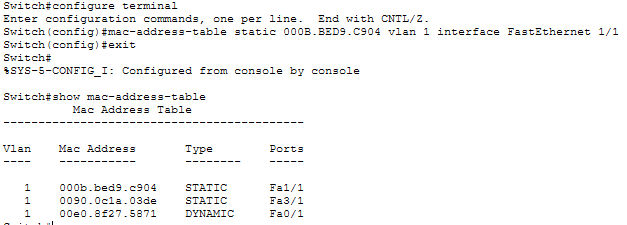 Switch#configure terminal
Enter configuration commands, one per line.  End with CNTL/Z.
Switch(config)#mac-address-table static 000B.BED9.C904 vlan 1 interface FastEthernet 1/1
Switch(config)#exit
Switch#
%SYS-5-CONFIG_I: Configured from console by console
Switch#show mac-address-table
Mac Address Table
-------------------------------------------
Vlan    Mac Address       Type        Ports
----    -----------       --------    -----
1    000b.bed9.c904    STATIC      Fa1/1
1    0090.0c1a.03de    STATIC      Fa3/1
1    00e0.8f27.5871    DYNAMIC     Fa0/1